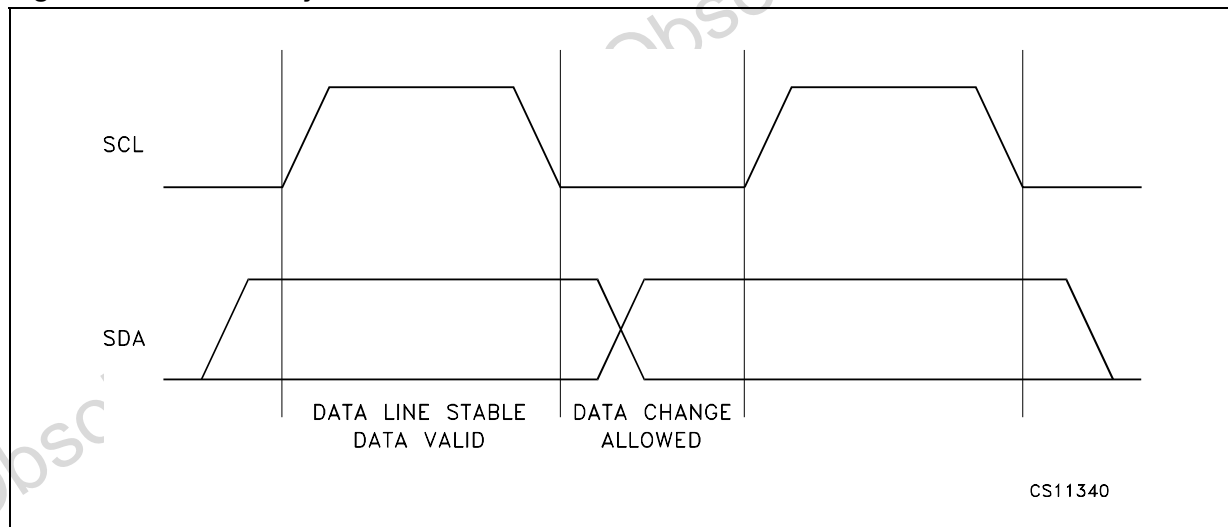 SCL
SDA
DATA LINE STABLE
DATA VALID
DATA CHANGE
ALLOWED
CS11340